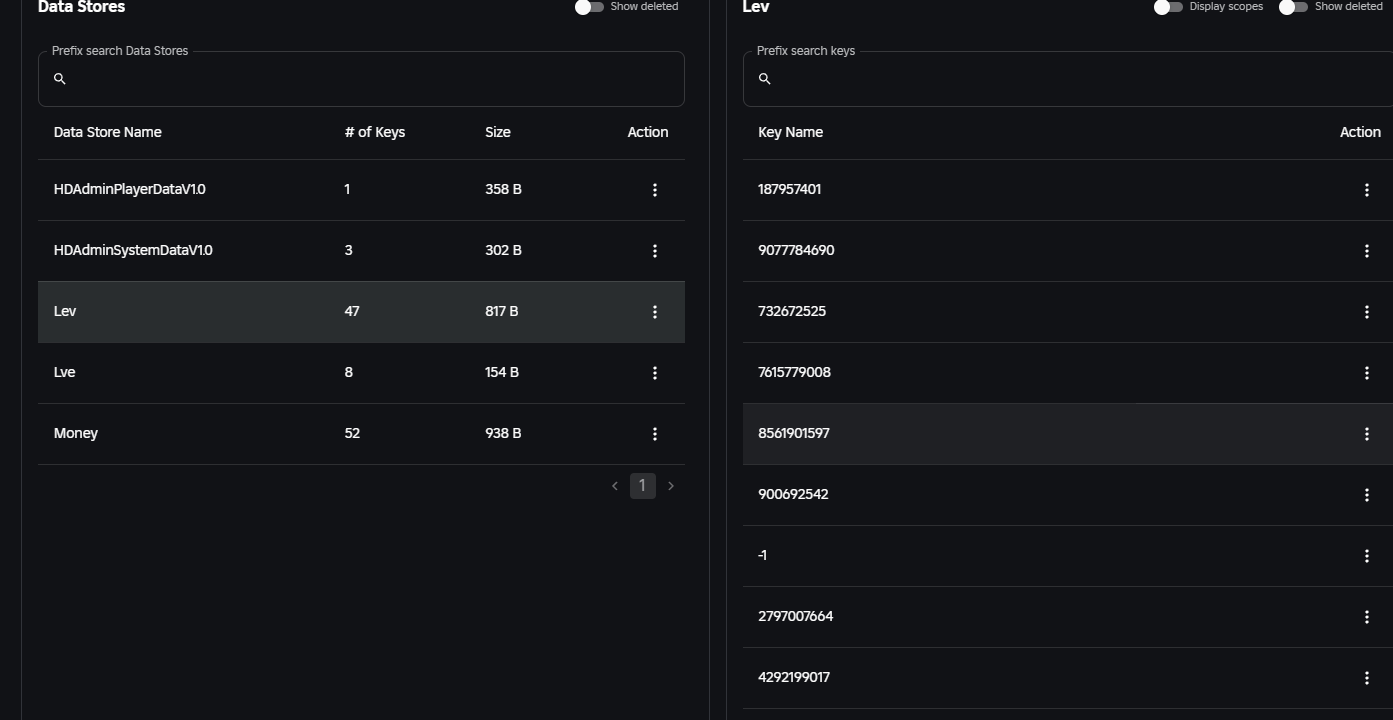 Data Stores
Show deleted
Prefix search Data Stores
Data Store Name # of Keys Size Action
HDAdminPlayerDataV1.0 1 358 B
HDAdminSystemDataV1.0 3 302 B
Lev 47 817 B
Lve 8 154 B
Money 52 938 B
1
Lev
Display scopes Show deleted
Prefix search keys
Key Name Action
187957401
9077784690
732672525
7615779008
8561901597
900692542
-1
2797007664
4292199017